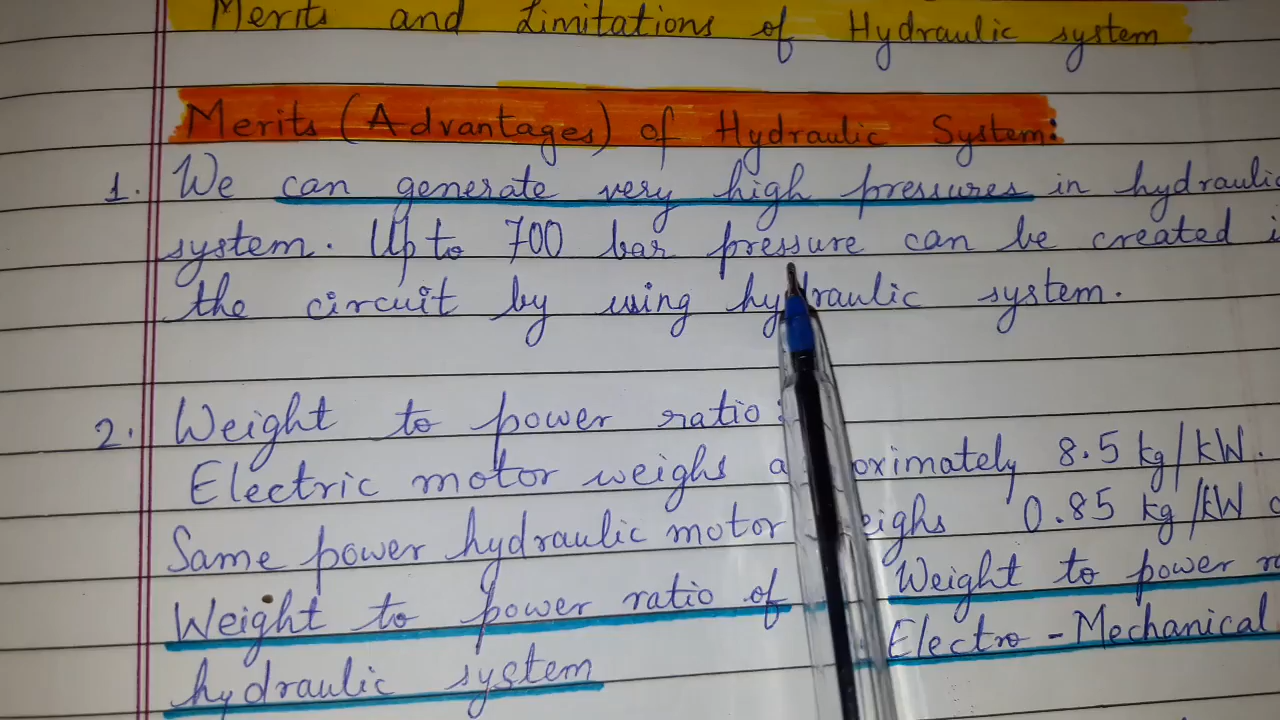 Merits and Limitations of Hydraulic system
Merits (Advantages) of Hydraulic System:
1. We can generate very high pressures in hydraulic
system. Up to 700 bar pressure can be created
the circuit by using hydraulic system.
2. Weight to power ratio:
Electric motor weighs 8.5 kg/kW.
Same power hydraulic motor 0.85 kg/kW
Weight to power ratio of Weight to power
hydraulic system Electro-Mechanical